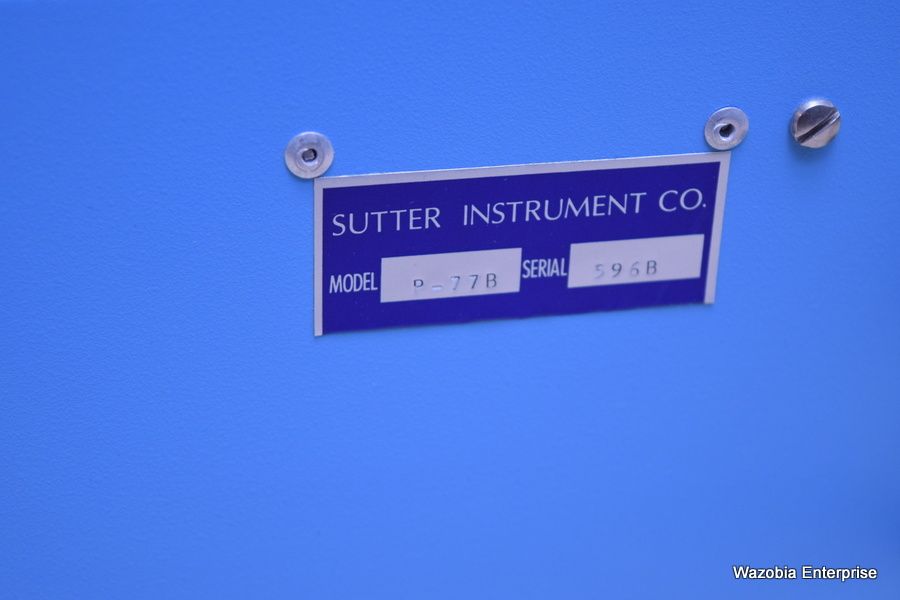 SUTTER INSTRUMENT CO.
MODEL P-77B SERIAL 596B
Wazobia Enterprise